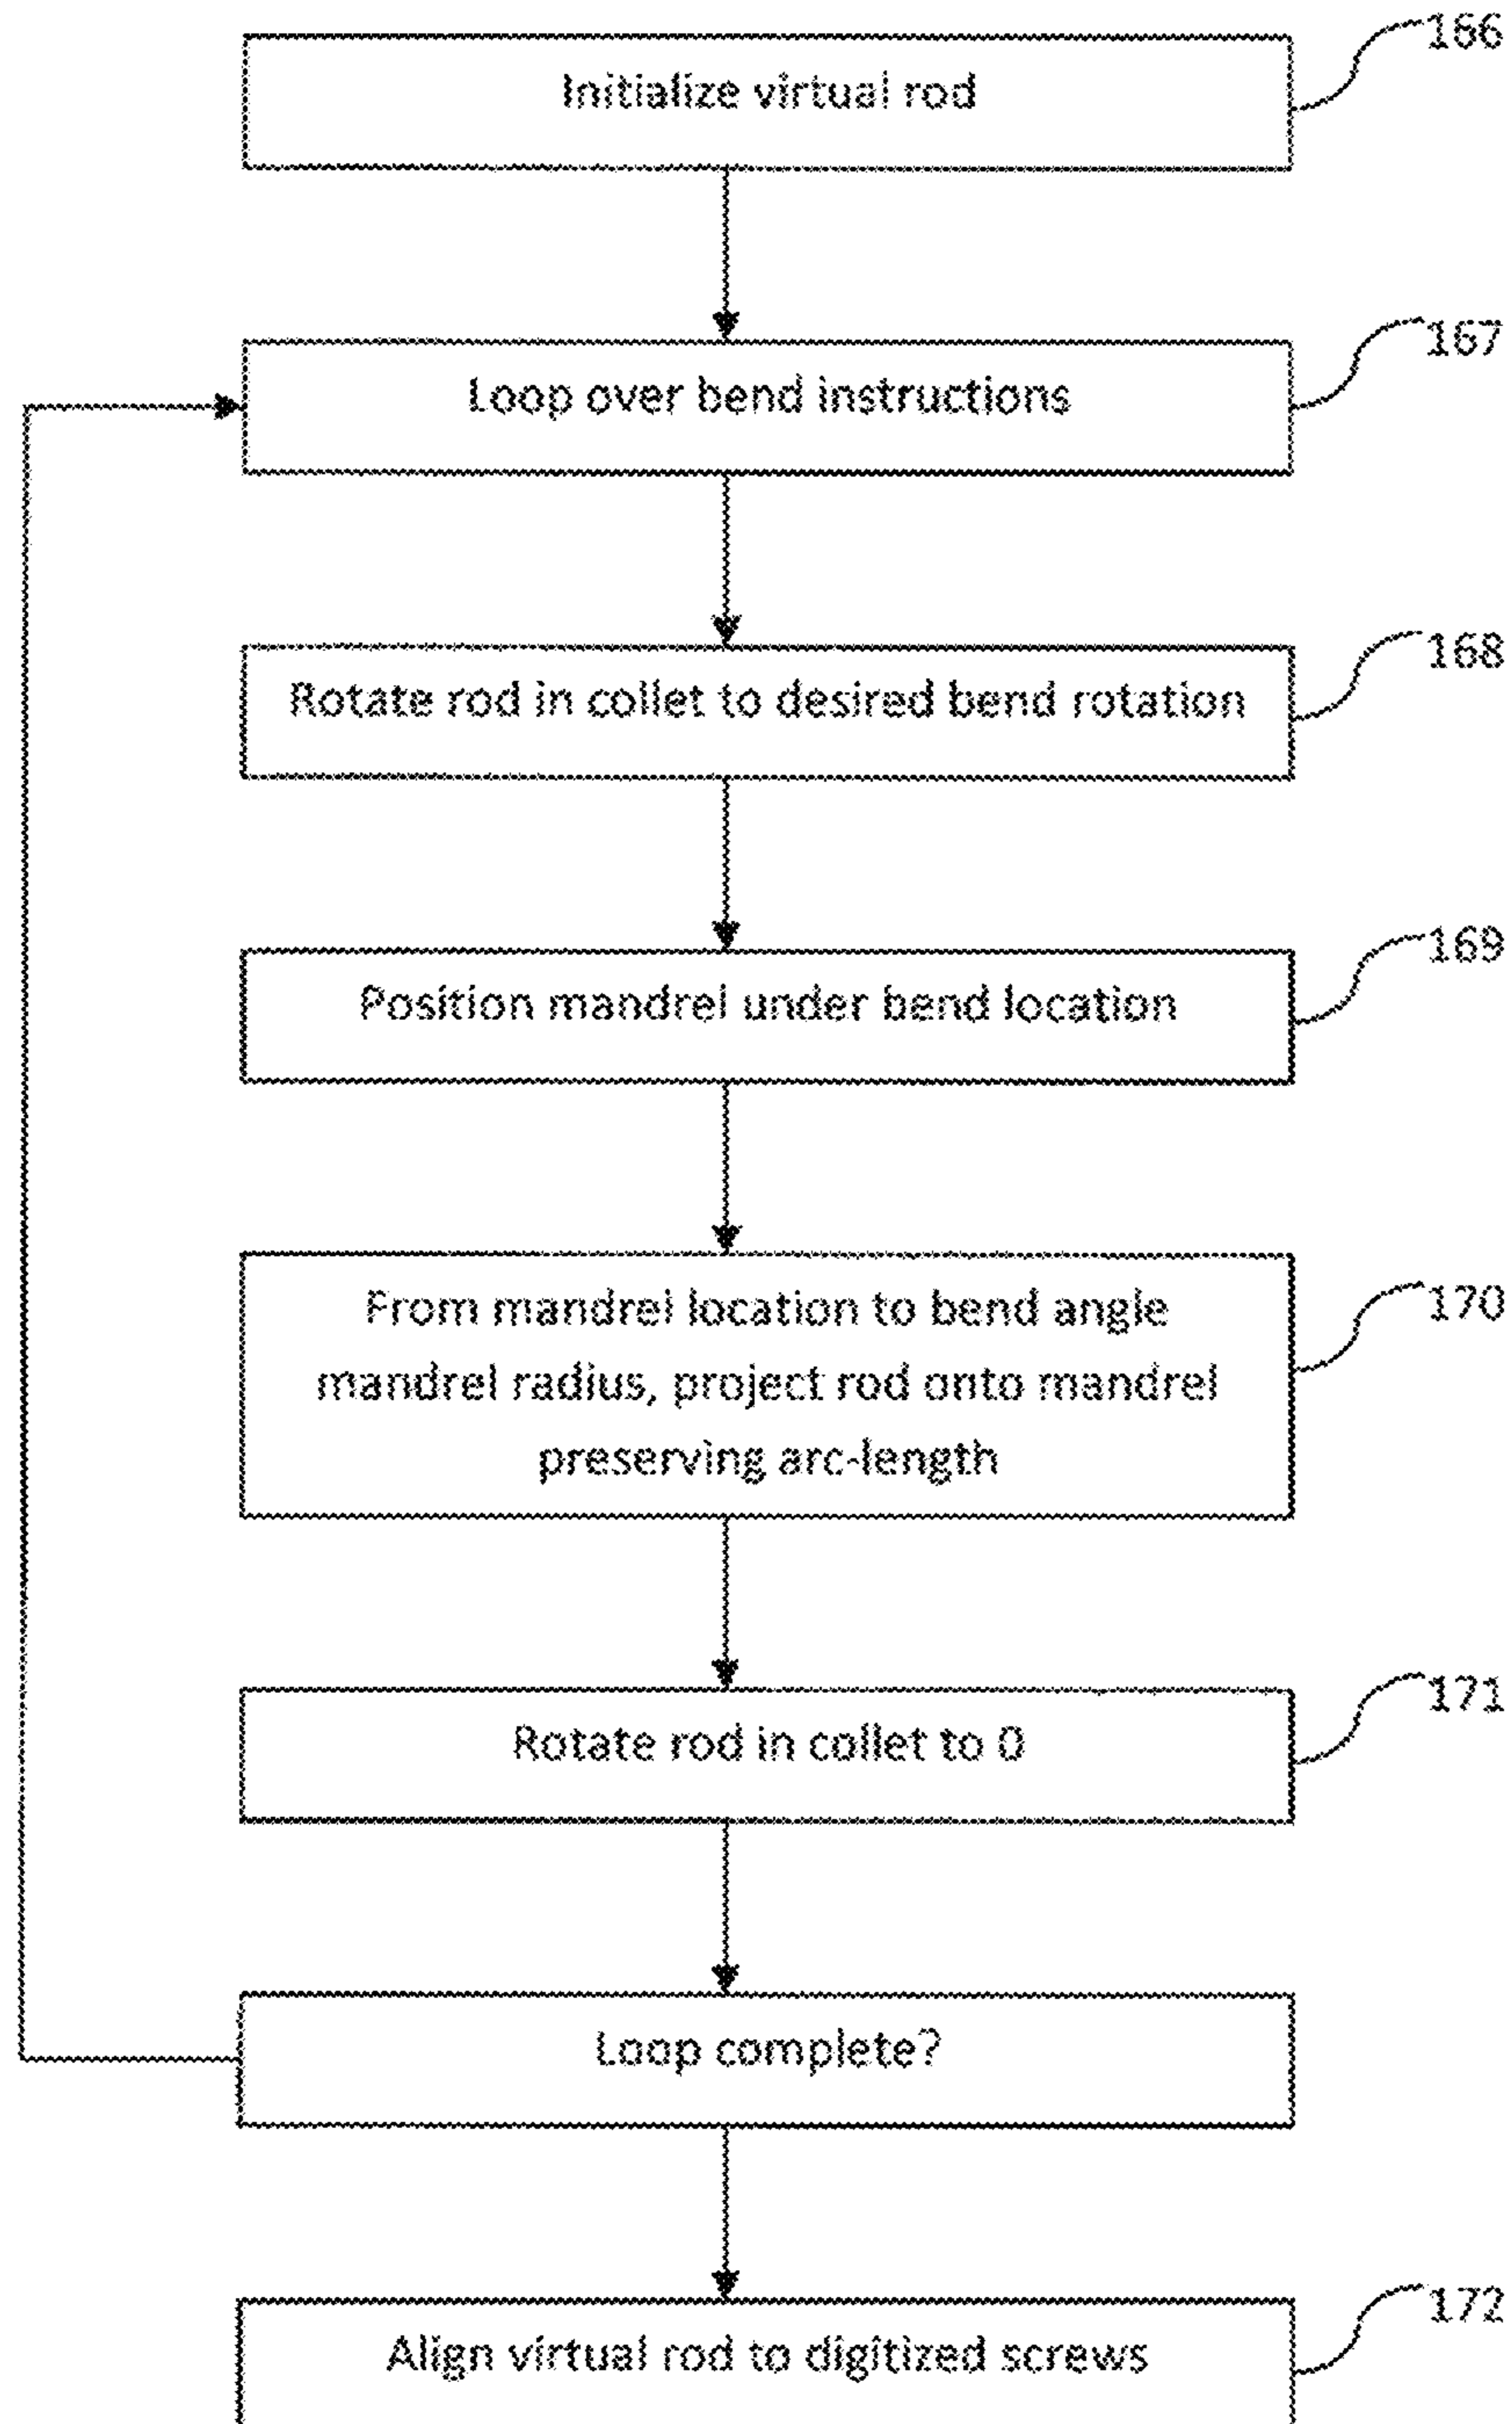 166
Initialize virtual rod
167
Loop over bend instructions
168
Rotate rod in collet to desired bend rotation
169
Position mandrel under bend location
170
From mandrel location to bend angle
mandrel radius, project rod onto mandrel
preserving arc-length
171
Rotate rod in collet to 0
Loop complete?
172
Align virtual rod to digitized screws